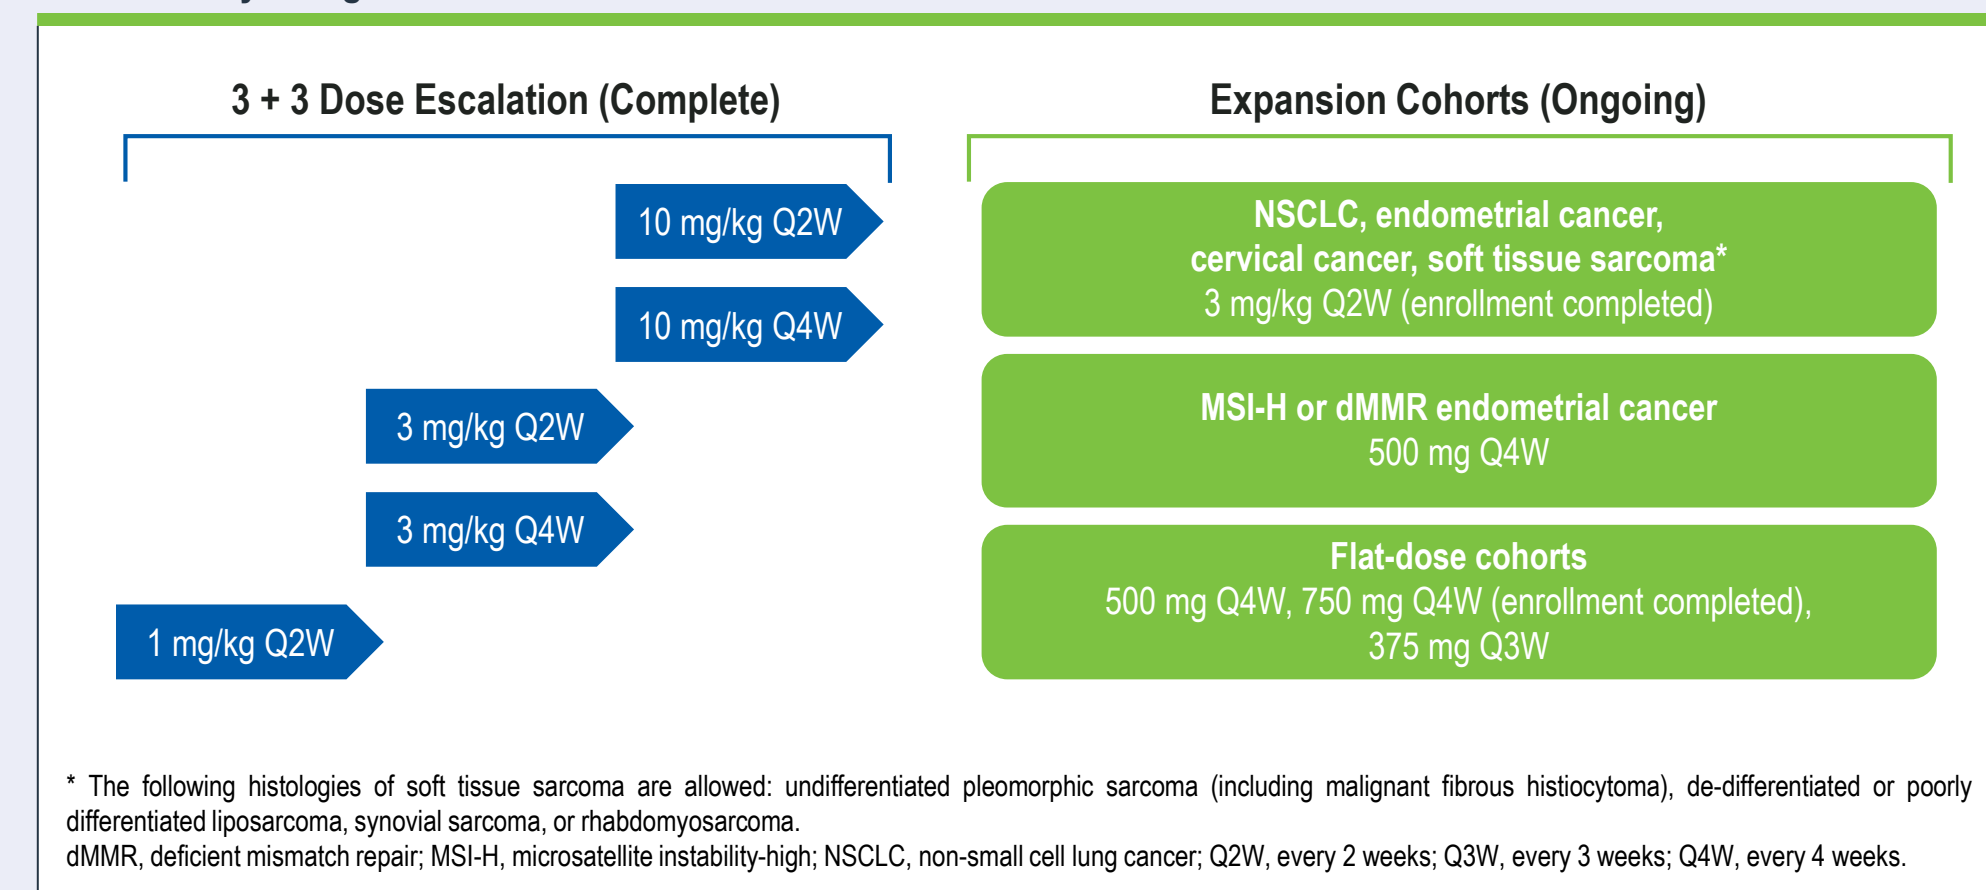 3 + 3 Dose Escalation (Complete)
10 mg/kg Q2W
10 mg/kg Q4W
3 mg/kg Q2W
3 mg/kg Q4W
1 mg/kg Q2W
Expansion Cohorts (Ongoing)
NSCLC, endometrial cancer,
cervical cancer, soft tissue sarcoma*
3 mg/kg Q2W (enrollment completed)
MSI-H or dMMR endometrial cancer
500 mg Q4W
Flat-dose cohorts
500 mg Q4W, 750 mg Q4W (enrollment completed),
375 mg Q3W
* The following histologies of soft tissue sarcoma are allowed: undifferentiated pleomorphic sarcoma (including malignant fibrous histiocytoma), de-differentiated or poorly
differentiated liposarcoma, synovial sarcoma, or rhabdomyosarcoma.
dMMR, deficient mismatch repair; MSI-H, microsatellite instability-high; NSCLC, non-small cell lung cancer; Q2W, every 2 weeks; Q3W, every 3 weeks; Q4W, every 4 weeks.